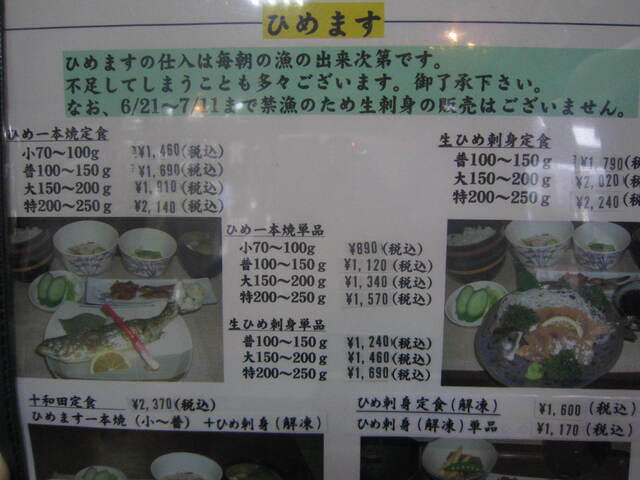 ひめます
ひめますの仕入は毎朝の漁の出来次第です。
不足してしまうことも多々ございます。御了承下さい。
なお、6/21～7/11まで禁漁のため生刺身の販売はございません。
ひめ一本焼定食
小70～100g ¥1,460(税込)
普100～150g ¥1,690(税込)
大150～200g ¥1,910(税込)
特200～250g ¥2,140(税込)
生ひめ刺身定食
普100～150g ¥1,790(税込)
大150～200g ¥2,020(税込)
特200～250g ¥2,240(税込)
ひめ一本焼単品
小70～100g ¥890(税込)
普100～150g ¥1,120(税込)
大150～200g ¥1,340(税込)
特200～250g ¥1,570(税込)
生ひめ刺身単品
普100～150g ¥1,240(税込)
大150～200g ¥1,460(税込)
特200～250g ¥1,690(税込)
十和田定食 ¥2,370(税込)
ひめます一本焼(小～普)+ひめ刺身(解凍)
ひめ刺身定食(解凍) ¥1,600(税込)
ひめ刺身(解凍)単品 ¥1,170(税込)